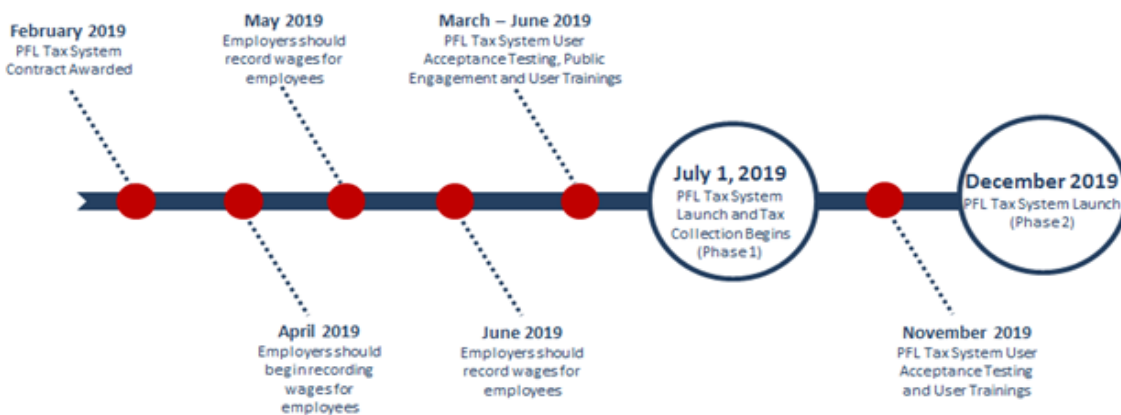 February 2019
PFL Tax System
Contract Awarded
May 2019
Employers should
record wages for
employees
March – June 2019
PFL Tax System User
Acceptance Testing, Public
Engagement and User Trainings
July 1, 2019
PFL Tax System
Launch and Tax
Collection Begins
(Phase 1)
December 2019
PFL Tax System Launch
(Phase 2)
April 2019
Employers should
begin recording
wages for
employees
June 2019
Employers should
record wages for
employees
November 2019
PFL Tax System User
Acceptance Testing
and User Trainings